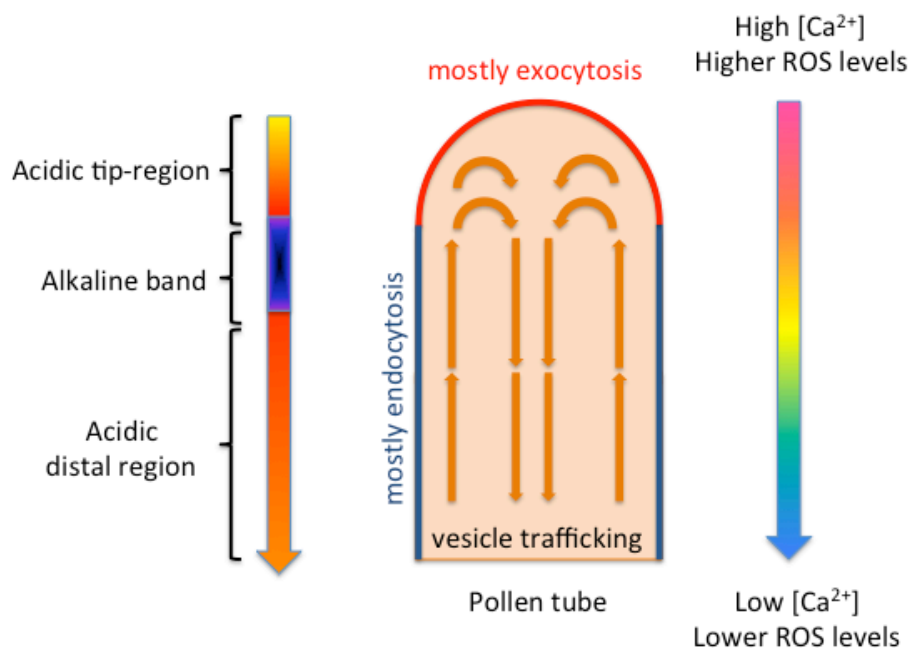 High [Ca²⁺]
Higher ROS levels
mostly exocytosis
Acidic tip-region
Alkaline band
mostly endocytosis
Acidic
distal region
vesicle trafficking
Pollen tube
Low [Ca²⁺]
Lower ROS levels